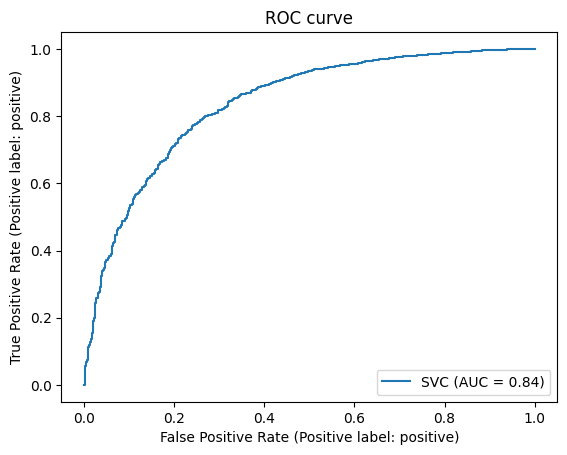 ROC curve
True Positive Rate (Positive label: positive)
1.0
0.8
0.6
0.4
0.2
0.0
SVC (AUC = 0.84)
0.0 0.2 0.4 0.6 0.8 1.0
False Positive Rate (Positive label: positive)